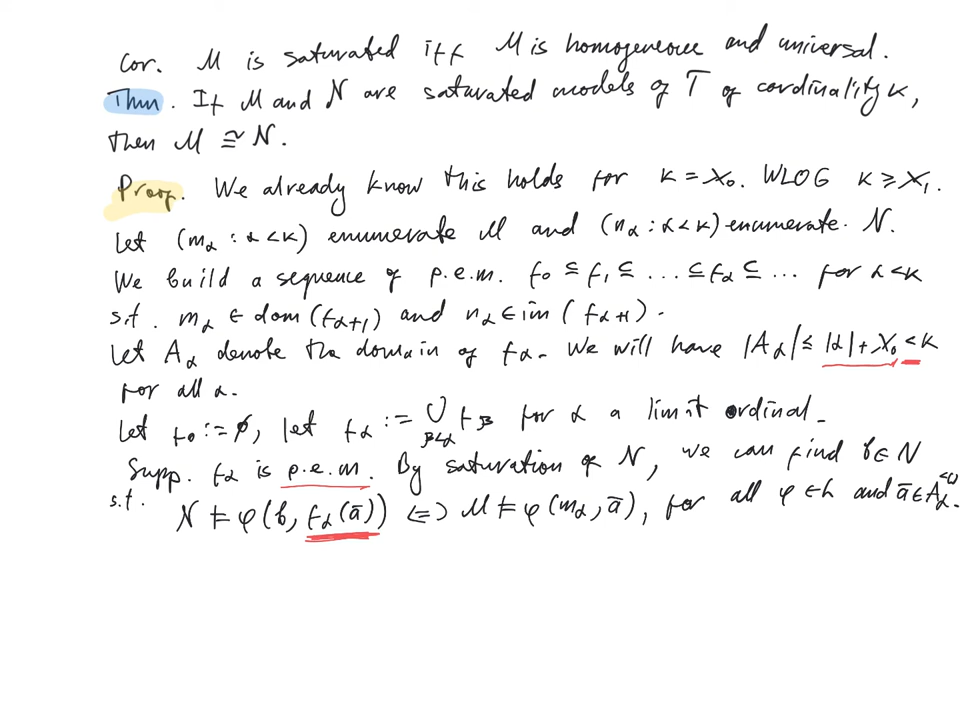 Cor. M is saturated iff M is homogeneous and universal.
Thm. If M and N are saturated models of T of cardinality κ,
then M ≅ N.
Proof. We already know this holds for κ = ℵ₀. WLOG κ ≥ ℵ₁.
Let (m_α : α < κ) enumerate M and (n_α : α < κ) enumerate N.
We build a sequence of p.e.m. f₀ ⊆ f₁ ⊆ ... ⊆ f_α ⊆ ... for α < κ
s.t. m_α ∈ dom(f_{α+1}) and n_α ∈ im(f_{α+1}).
Let A_α denote the domain of f_α. We will have |A_α| ≤ |α| + ℵ₀ < κ
for all α.
Let f₀ := ∅, let f_α := ⋃_{β<α} f_β for α a limit ordinal.
Supp. f_α is p.e.m. By saturation of N, we can find b ∈ N
s.t. N ⊨ φ(b, f_α(ā)) ⟺ M ⊨ φ(m_α, ā), for all φ ∈ L and ā ∈ A_α^{<ω}.